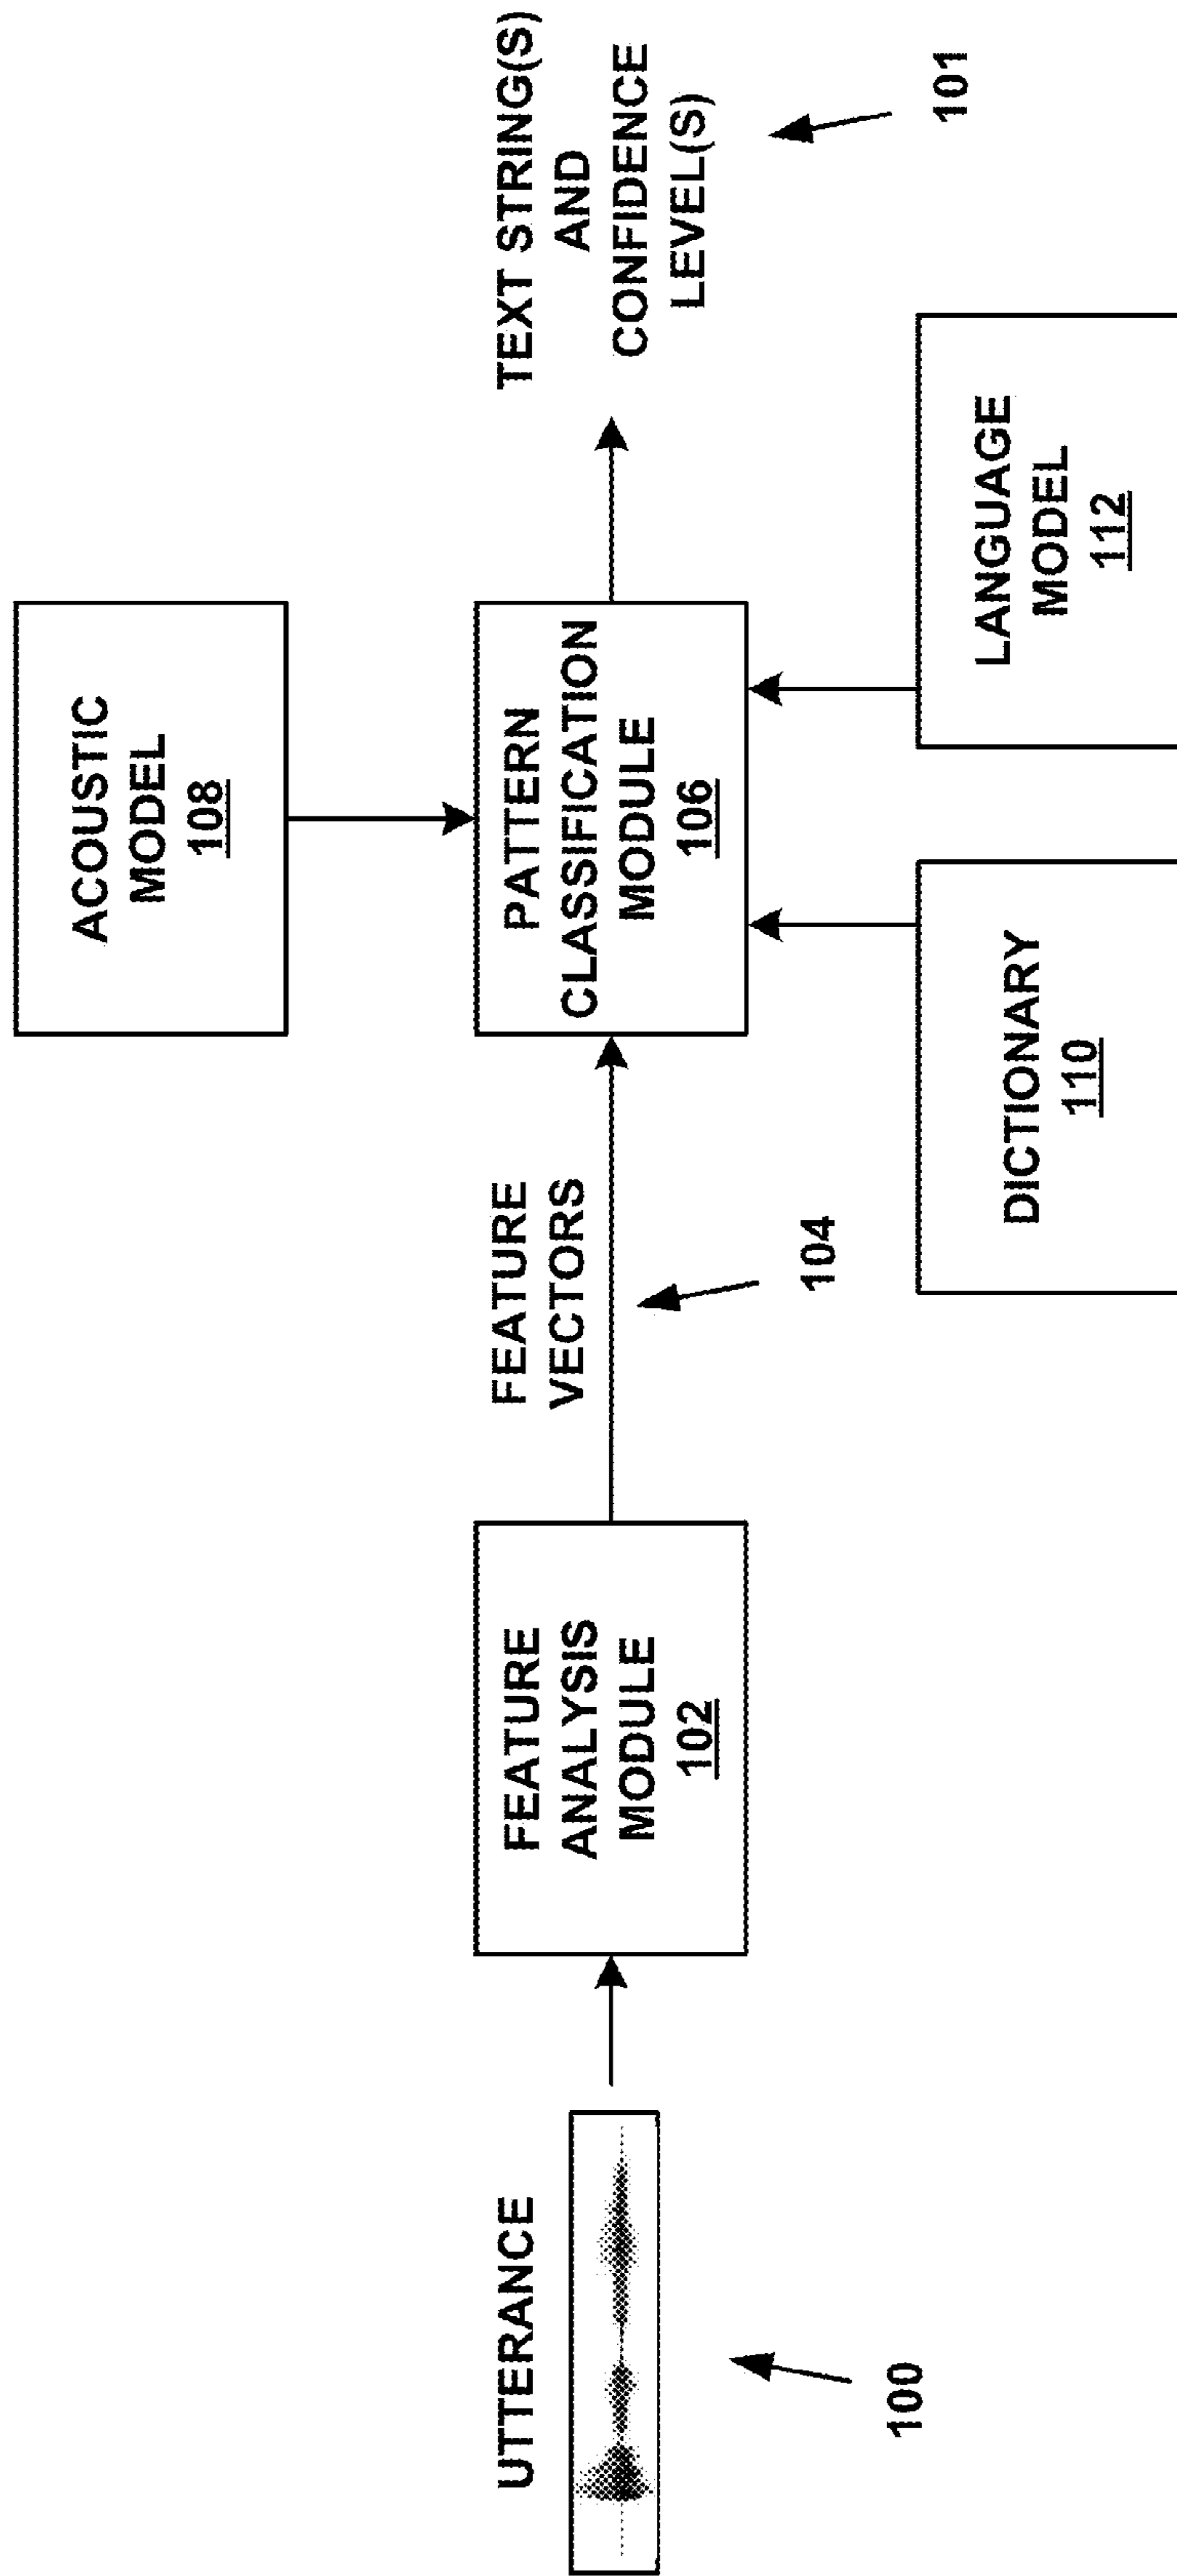 ACOUSTIC
MODEL
108
UTTERANCE
100
FEATURE
ANALYSIS
MODULE
102
FEATURE
VECTORS
104
PATTERN
CLASSIFICATION
MODULE
106
TEXT STRING(S)
AND
CONFIDENCE
LEVEL(S)
101
DICTIONARY
110
LANGUAGE
MODEL
112